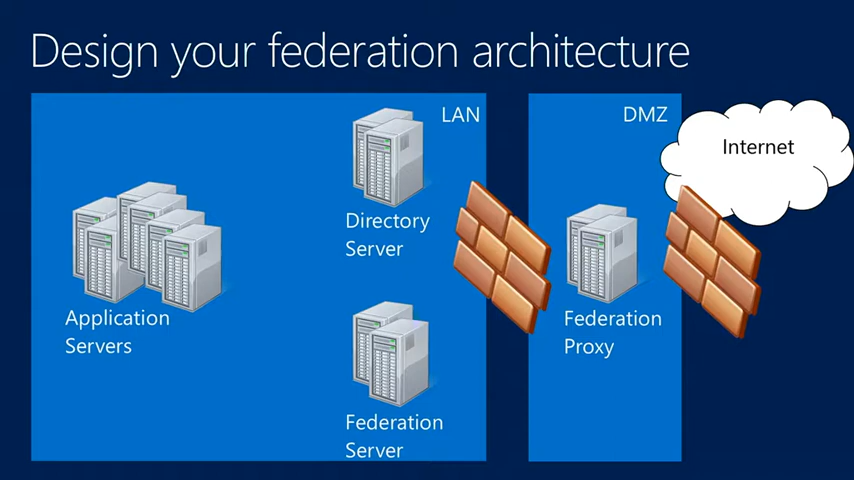 Design your federation architecture
LAN
DMZ
Internet
Directory
Server
Application
Servers
Federation
Proxy
Federation
Server